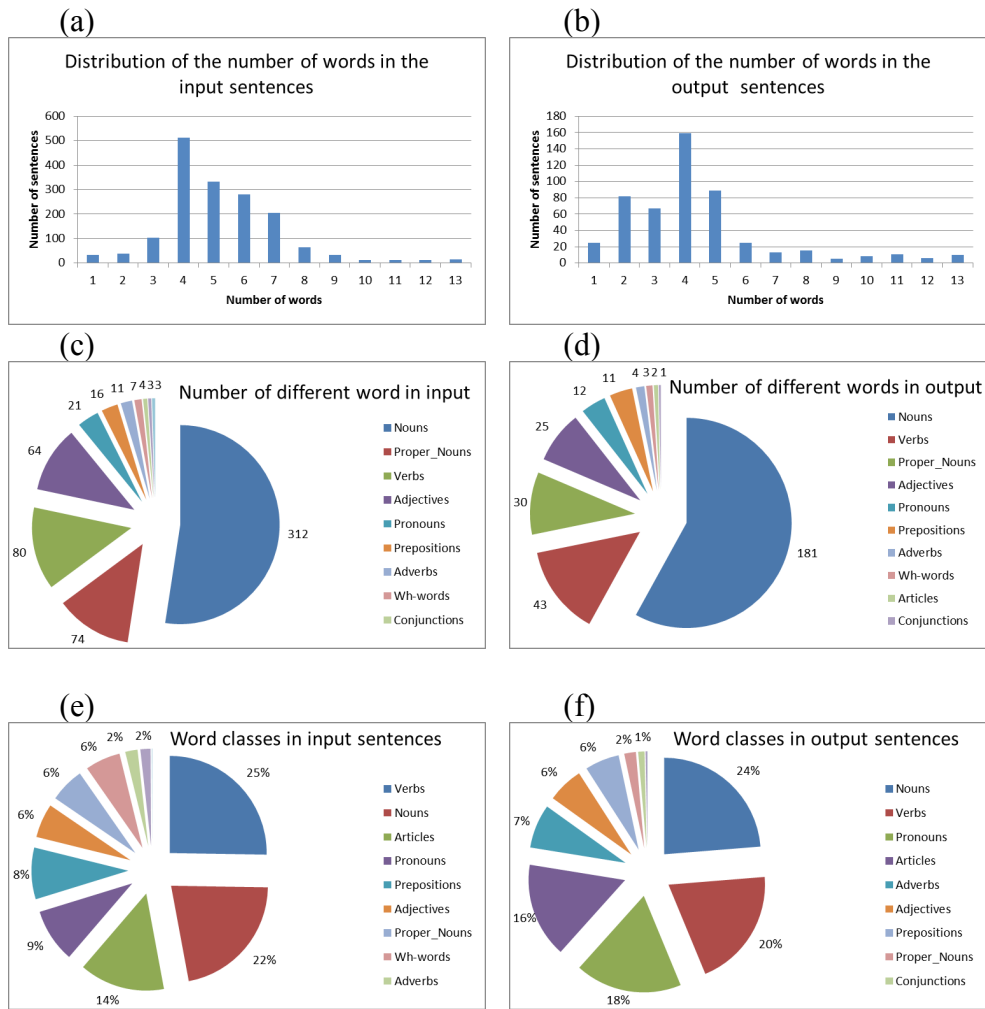 (a)
Distribution of the number of words in the
input sentences
600
500
400
300
200
100
0
Number of sentences
1 2 3 4 5 6 7 8 9 10 11 12 13
Number of words
(b)
Distribution of the number of words in the
output sentences
180
160
140
120
100
80
60
40
20
0
Number of sentences
1 2 3 4 5 6 7 8 9 10 11 12 13
Number of words
(c)
Number of different word in input
312
74
80
64
21
16
11
7
4
3
3
Nouns
Proper_Nouns
Verbs
Adjectives
Pronouns
Prepositions
Adverbs
Wh-words
Conjunctions
(d)
Number of different words in output
181
43
30
25
12
11
4
3
2
1
Nouns
Verbs
Proper_Nouns
Adjectives
Pronouns
Prepositions
Adverbs
Wh-words
Articles
Conjunctions
(e)
Word classes in input sentences
25%
22%
14%
9%
8%
6%
6%
6%
2%
2%
Verbs
Nouns
Articles
Pronouns
Prepositions
Adjectives
Proper_Nouns
Wh-words
Adverbs
(f)
Word classes in output sentences
24%
20%
18%
16%
7%
6%
6%
2%
1%
Nouns
Verbs
Pronouns
Articles
Adverbs
Adjectives
Prepositions
Proper_Nouns
Conjunctions